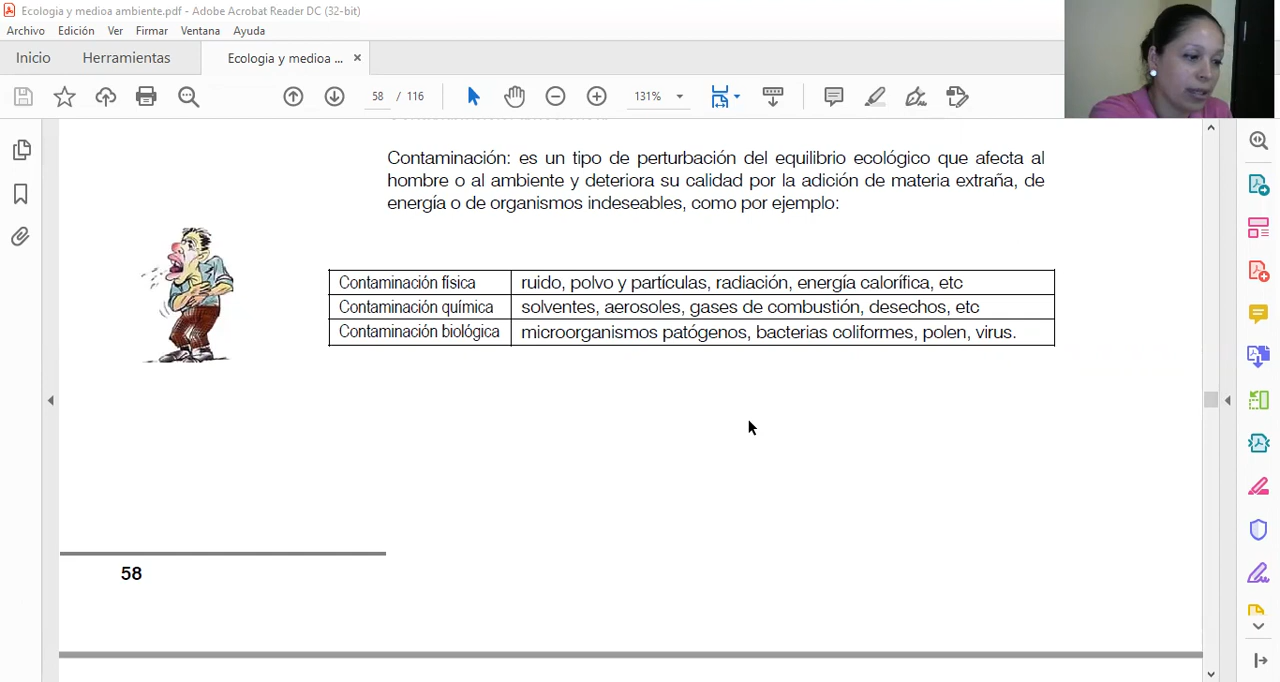 Ecologia y medioa ambiente.pdf - Adobe Acrobat Reader DC (32-bit)
Archivo Edición Ver Firmar Ventana Ayuda
Inicio Herramientas Ecologia y medioa ... ×
58 / 116 131%
Contaminación: es un tipo de perturbación del equilibrio ecológico que afecta al
hombre o al ambiente y deteriora su calidad por la adición de materia extraña, de
energía o de organismos indeseables, como por ejemplo:
Contaminación física ruido, polvo y partículas, radiación, energía calorífica, etc
Contaminación química solventes, aerosoles, gases de combustión, desechos, etc
Contaminación biológica microorganismos patógenos, bacterias coliformes, polen, virus.
58